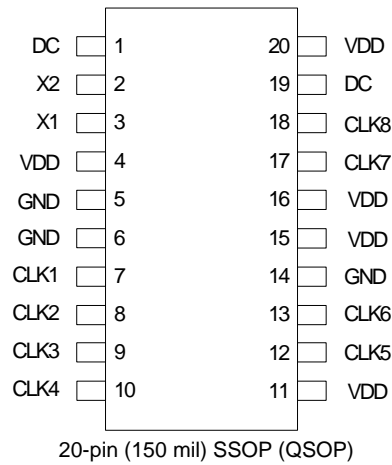 DC 1 20 VDD
X2 2 19 DC
X1 3 18 CLK8
VDD 4 17 CLK7
GND 5 16 VDD
GND 6 15 VDD
CLK1 7 14 GND
CLK2 8 13 CLK6
CLK3 9 12 CLK5
CLK4 10 11 VDD
20-pin (150 mil) SSOP (QSOP)